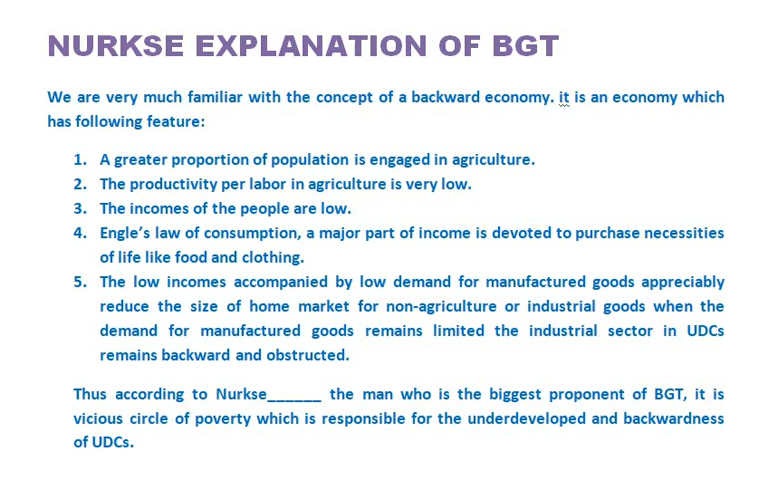 NURKSE EXPLANATION OF BGT
We are very much familiar with the concept of a backward economy. it is an economy which
has following feature:
1. A greater proportion of population is engaged in agriculture.
2. The productivity per labor in agriculture is very low.
3. The incomes of the people are low.
4. Engle's law of consumption, a major part of income is devoted to purchase necessities
of life like food and clothing.
5. The low incomes accompanied by low demand for manufactured goods appreciably
reduce the size of home market for non-agriculture or industrial goods when the
demand for manufactured goods remains limited the industrial sector in UDCs
remains backward and obstructed.
Thus according to Nurkse______ the man who is the biggest proponent of BGT, it is
vicious circle of poverty which is responsible for the underdeveloped and backwardness
of UDCs.